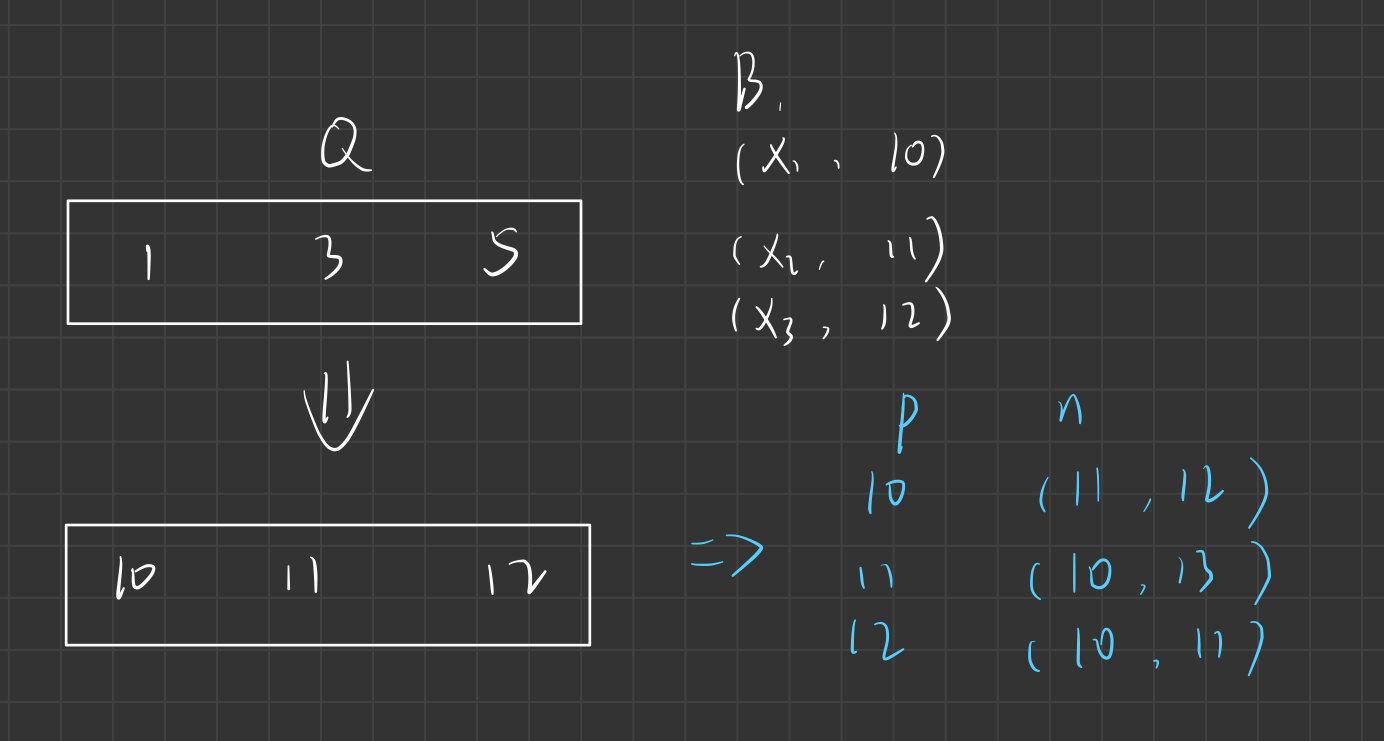 Q
1 3 5
10 11 12
B.
(x₁, 10)
(x₂, 11)
(x₃, 12)
p n
10 (11, 12)
11 (10, 13)
12 (10, 11)